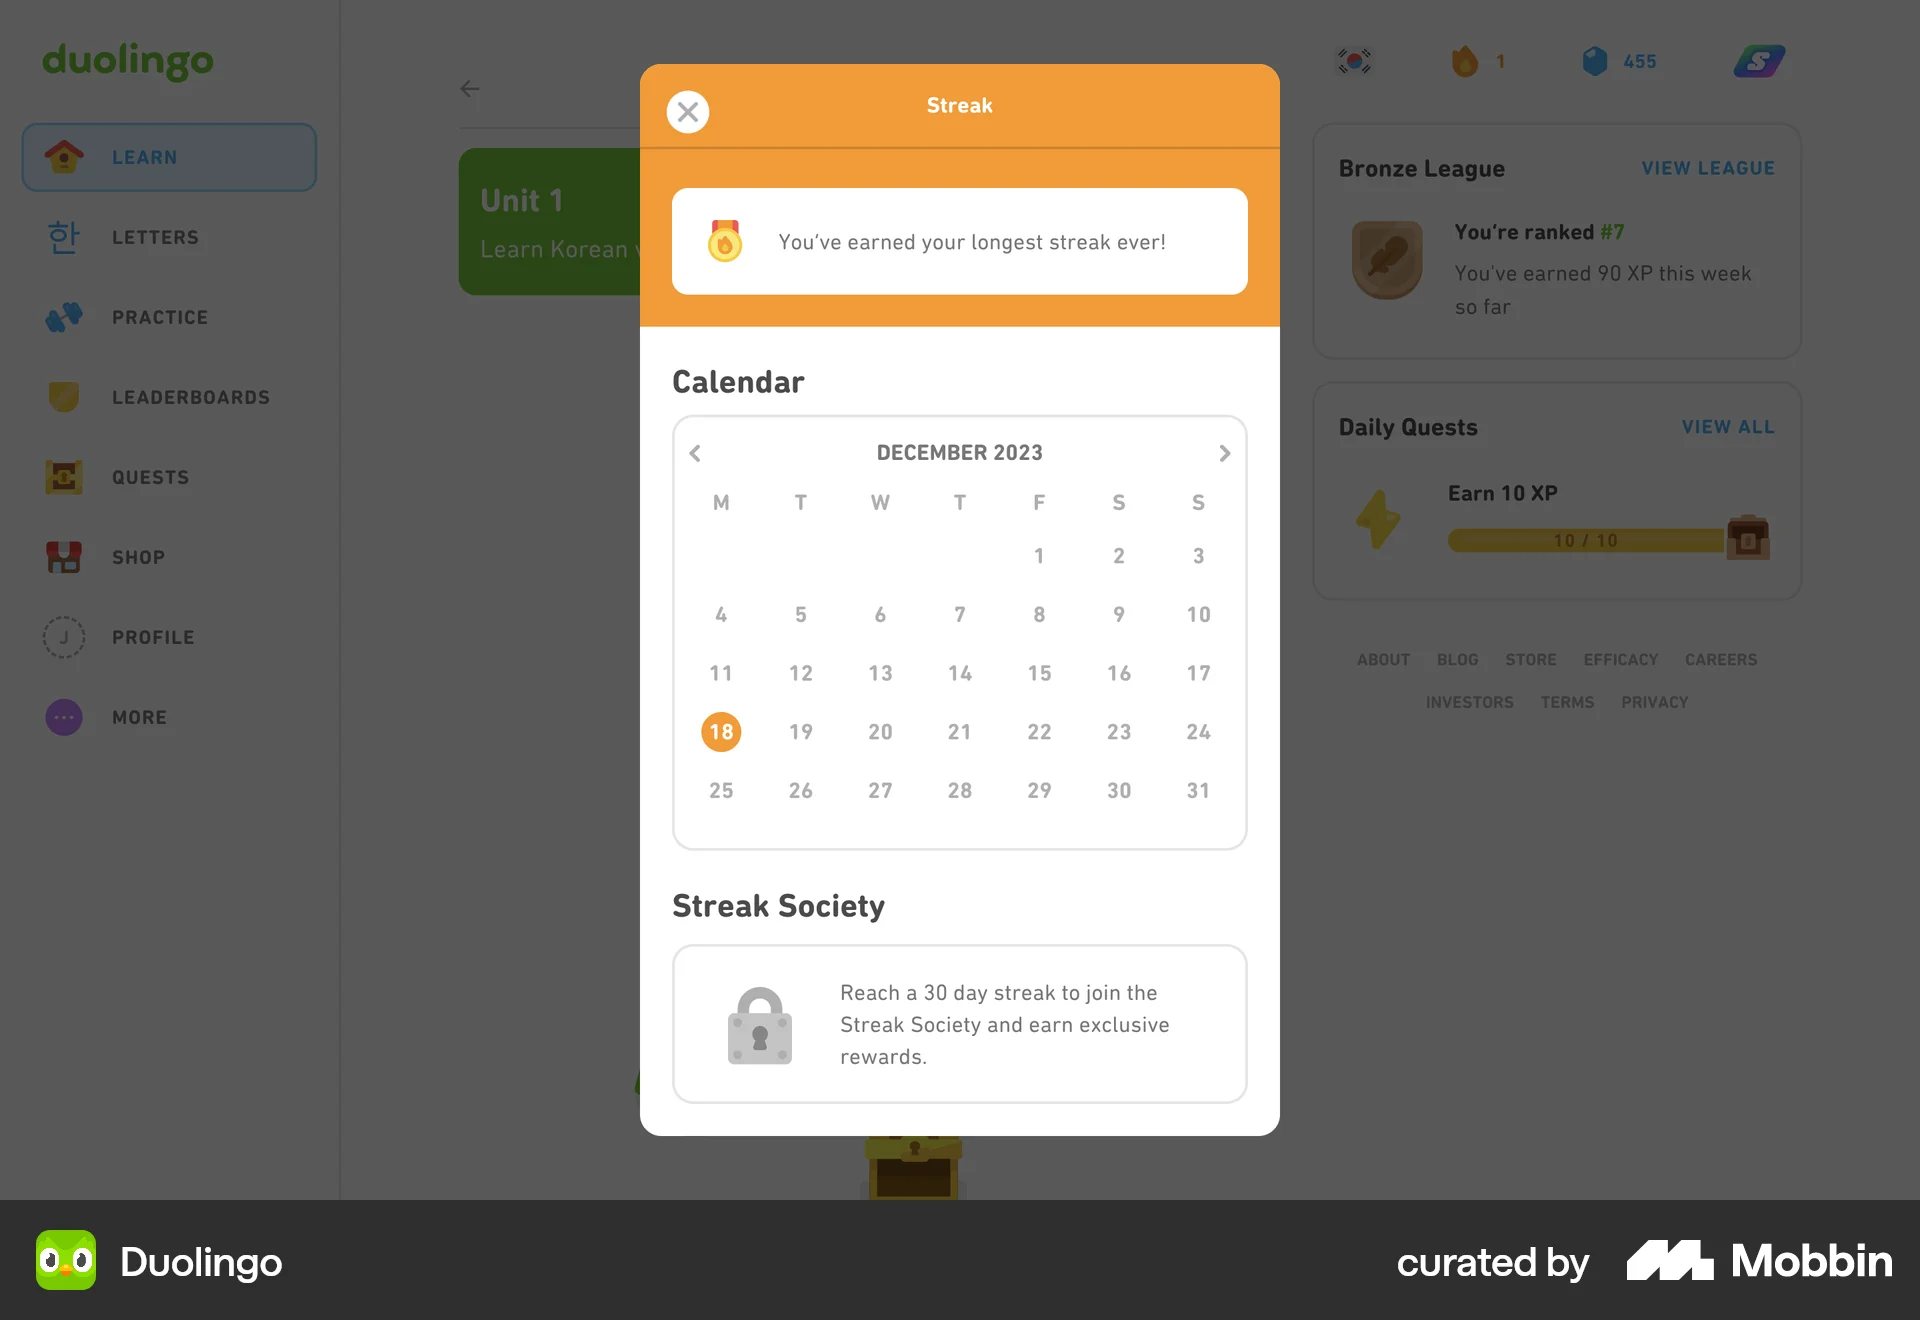 duolingo
LEARN
한 LETTERS
PRACTICE
LEADERBOARDS
QUESTS
SHOP
J PROFILE
MORE
Unit 1
Learn Korean
Streak
You've earned your longest streak ever!
Calendar
DECEMBER 2023
M T W T F S S
1 2 3
4 5 6 7 8 9 10
11 12 13 14 15 16 17
18 19 20 21 22 23 24
25 26 27 28 29 30 31
Streak Society
Reach a 30 day streak to join the
Streak Society and earn exclusive
rewards.
1 455 S
Bronze League VIEW LEAGUE
You're ranked #7
You've earned 90 XP this week
so far
Daily Quests VIEW ALL
Earn 10 XP
10 / 10
ABOUT BLOG STORE EFFICACY CAREERS
INVESTORS TERMS PRIVACY
Duolingo
curated by Mobbin